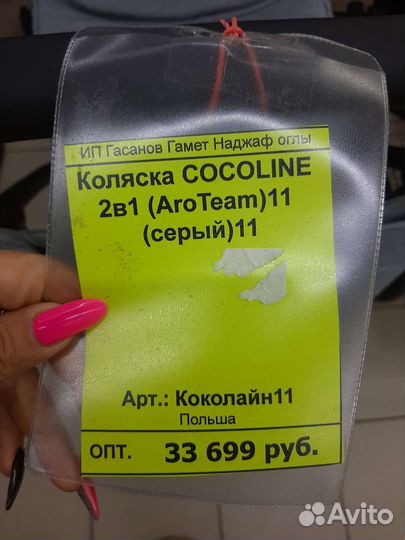 ИП Гасанов Гамет Наджаф оглы
Коляска COCOLINE
2в1 (AroTeam)11
(серый)11
Арт.: Коколайн11
Польша
ОПТ. 33 699 руб.
Avito